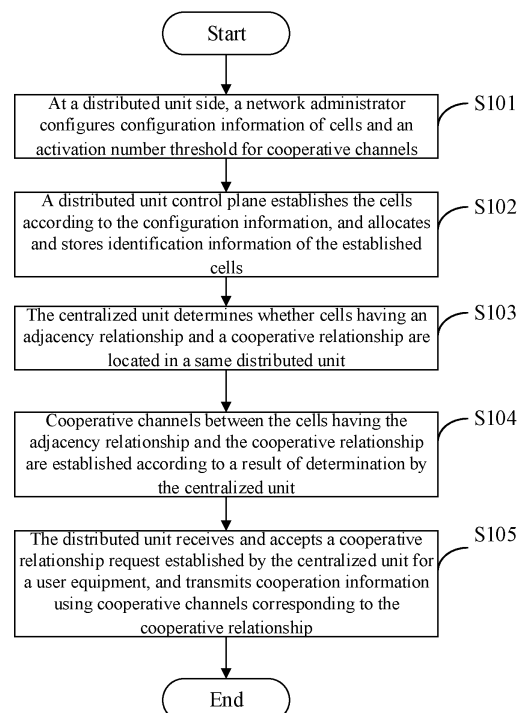 Start
At a distributed unit side, a network administrator
configures configuration information of cells and an
activation number threshold for cooperative channels
S101
A distributed unit control plane establishes the cells
according to the configuration information, and allocates
and stores identification information of the established
cells
S102
The centralized unit determines whether cells having an
adjacency relationship and a cooperative relationship are
located in a same distributed unit
S103
Cooperative channels between the cells having the
adjacency relationship and the cooperative relationship
are established according to a result of determination by
the centralized unit
S104
The distributed unit receives and accepts a cooperative
relationship request established by the centralized unit for
a user equipment, and transmits cooperation information
using cooperative channels corresponding to the
cooperative relationship
S105
End